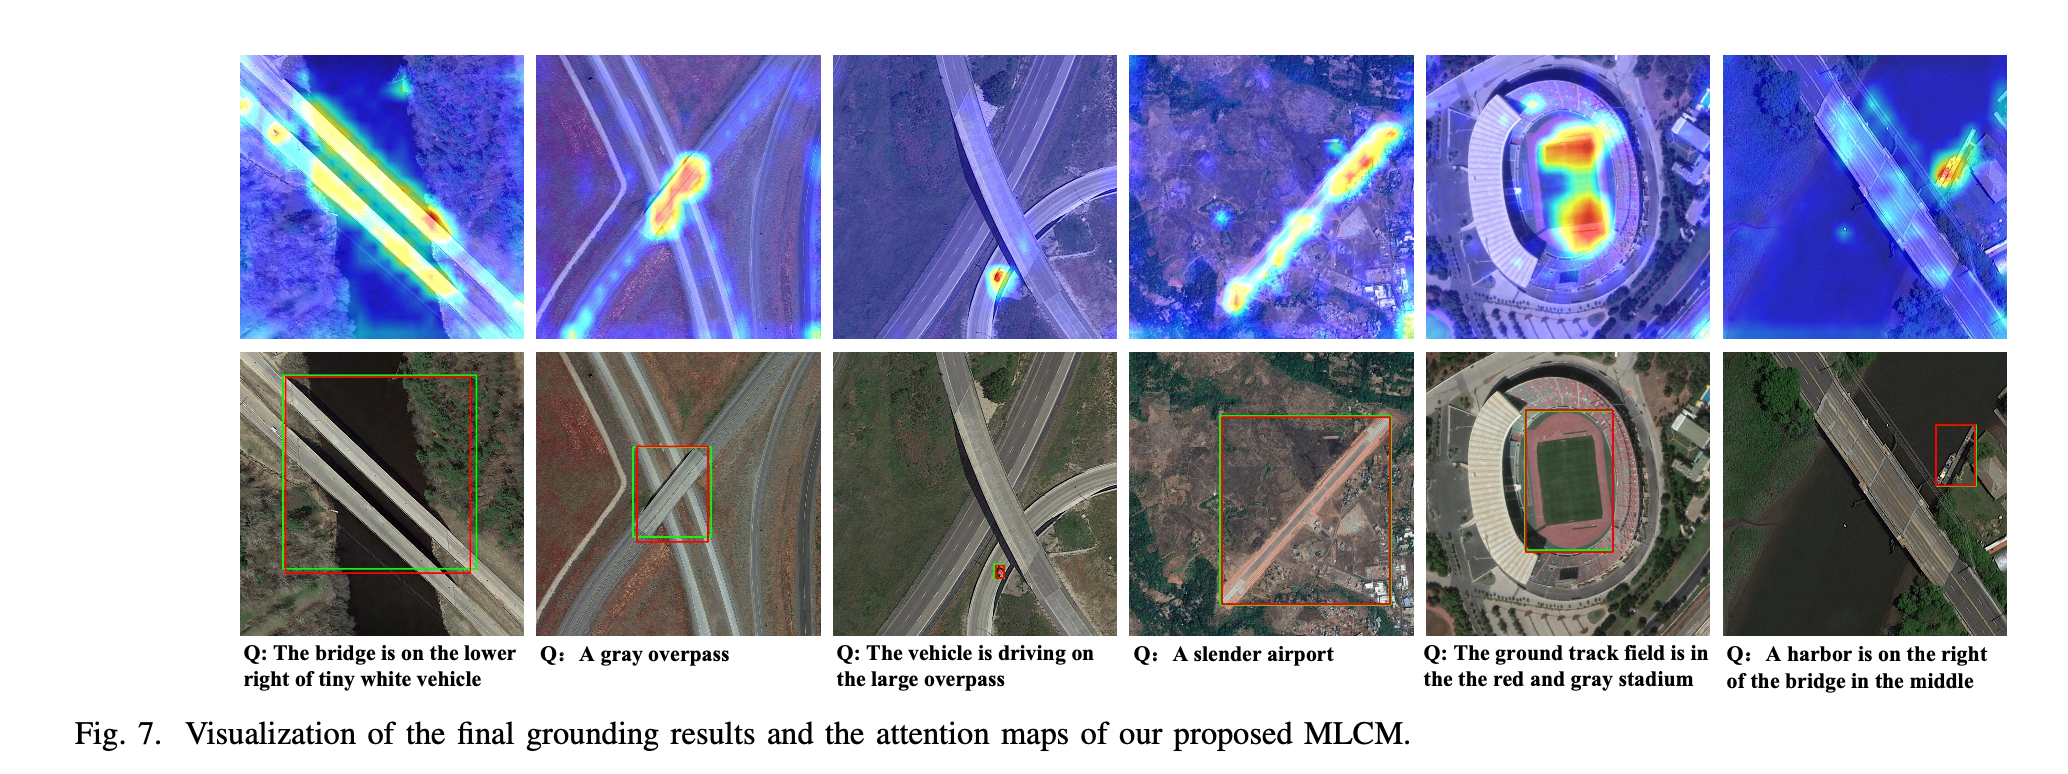 Q: The bridge is on the lower
right of tiny white vehicle
Q： A gray overpass
Q: The vehicle is driving on
the large overpass
Q： A slender airport
Q: The ground track field is in
the the red and gray stadium
Q： A harbor is on the right
of the bridge in the middle
Fig. 7. Visualization of the final grounding results and the attention maps of our proposed MLCM.